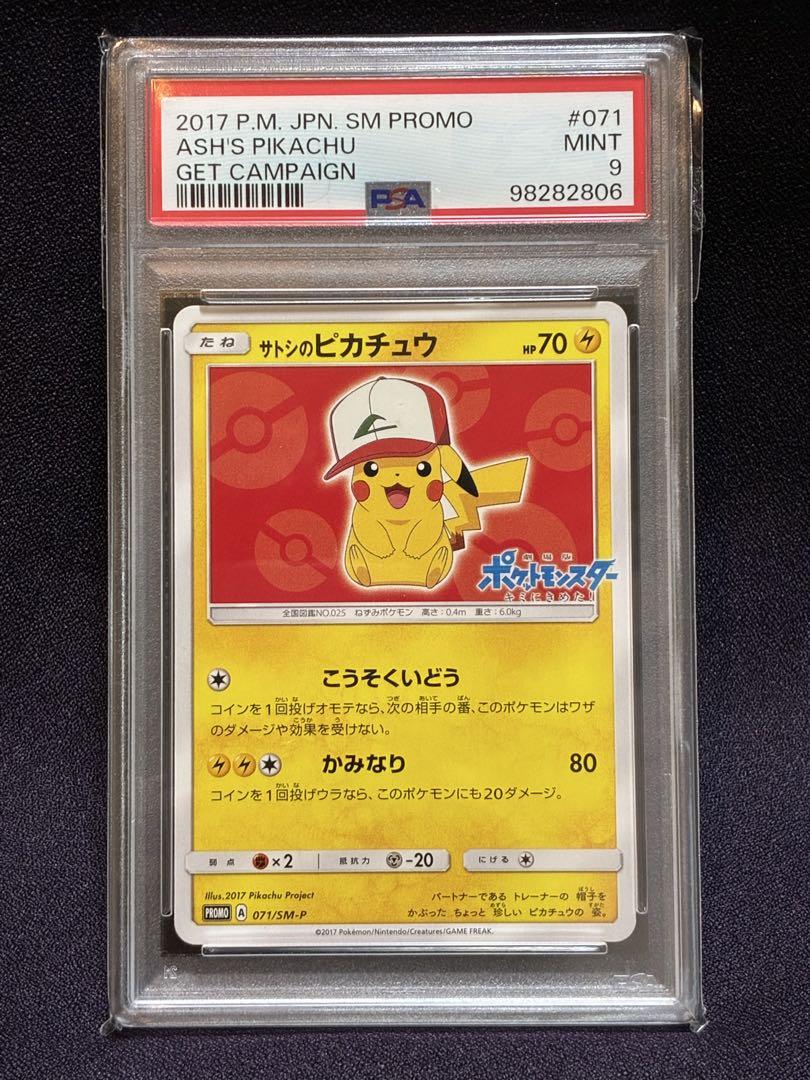 2017 P.M. JPN. SM PROMO #071
ASH'S PIKACHU MINT
GET CAMPAIGN 9
PSA 98282806
たね サトシのピカチュウ HP70
劇場版
ポケットモンスター
キミにきめた!
全国図鑑NO.025 ねずみポケモン 高さ:0.4m 重さ:6.0kg
こうそくいどう
コインを1回投げオモテなら、次の相手の番、このポケモンはワザ
のダメージや効果を受けない。
かみなり 80
コインを1回投げウラなら、このポケモンにも20ダメージ。
弱点 ×2 抵抗力 -20 にげる
Illus.2017 Pikachu Project
パートナーである トレーナーの 帽子を
かぶった ちょっと 珍しい ピカチュウの 姿。
PROMO A 071/SM-P
©2017 Pokémon/Nintendo/Creatures/GAME FREAK.